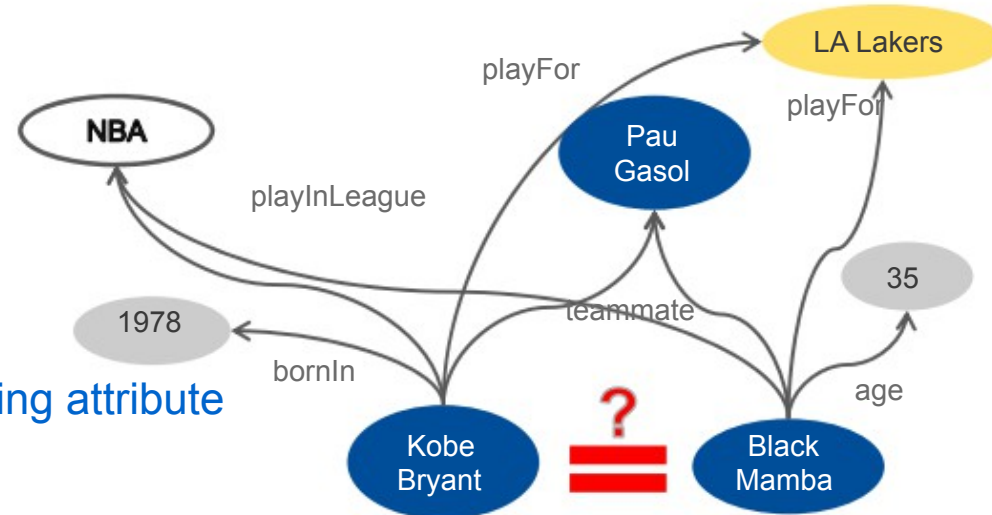 LA Lakers
playFor
playFor
NBA
Pau
Gasol
playInLeague
35
1978
teammate
bornIn
age
ing attribute
?
Kobe
Bryant
Black
Mamba